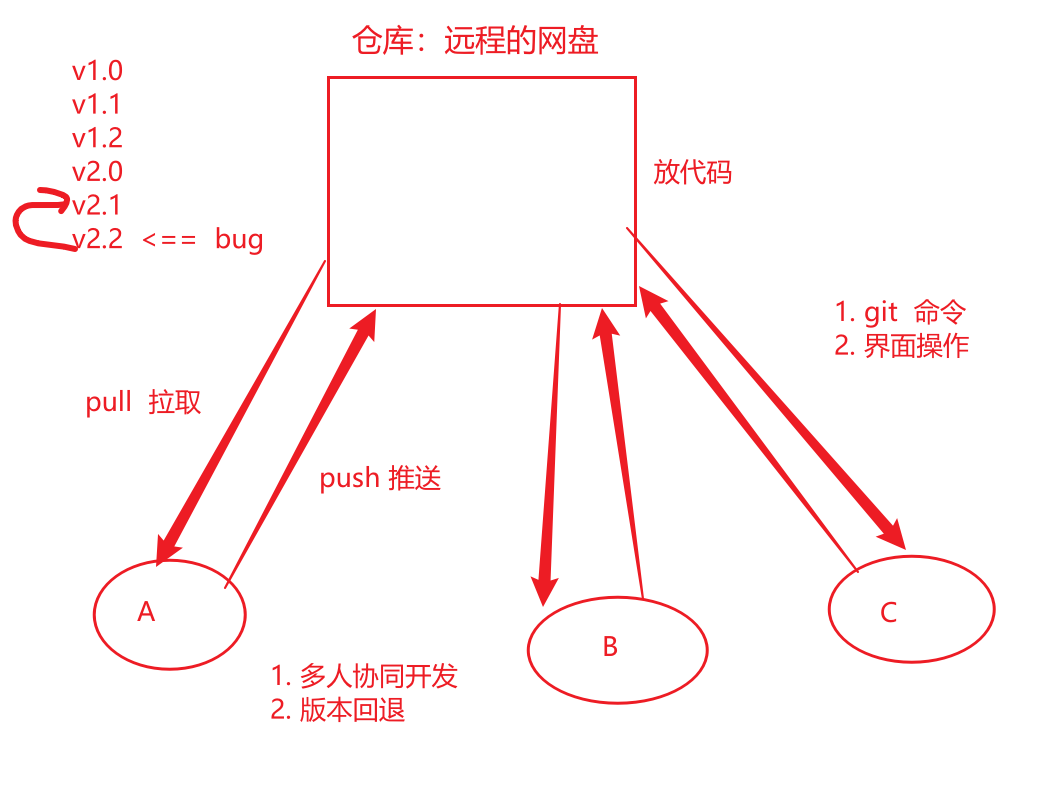 仓库：远程的网盘
v1.0
v1.1
v1.2
v2.0
v2.1
v2.2 <== bug
放代码
1. git 命令
2. 界面操作
pull 拉取
push 推送
A
B
C
1. 多人协同开发
2. 版本回退